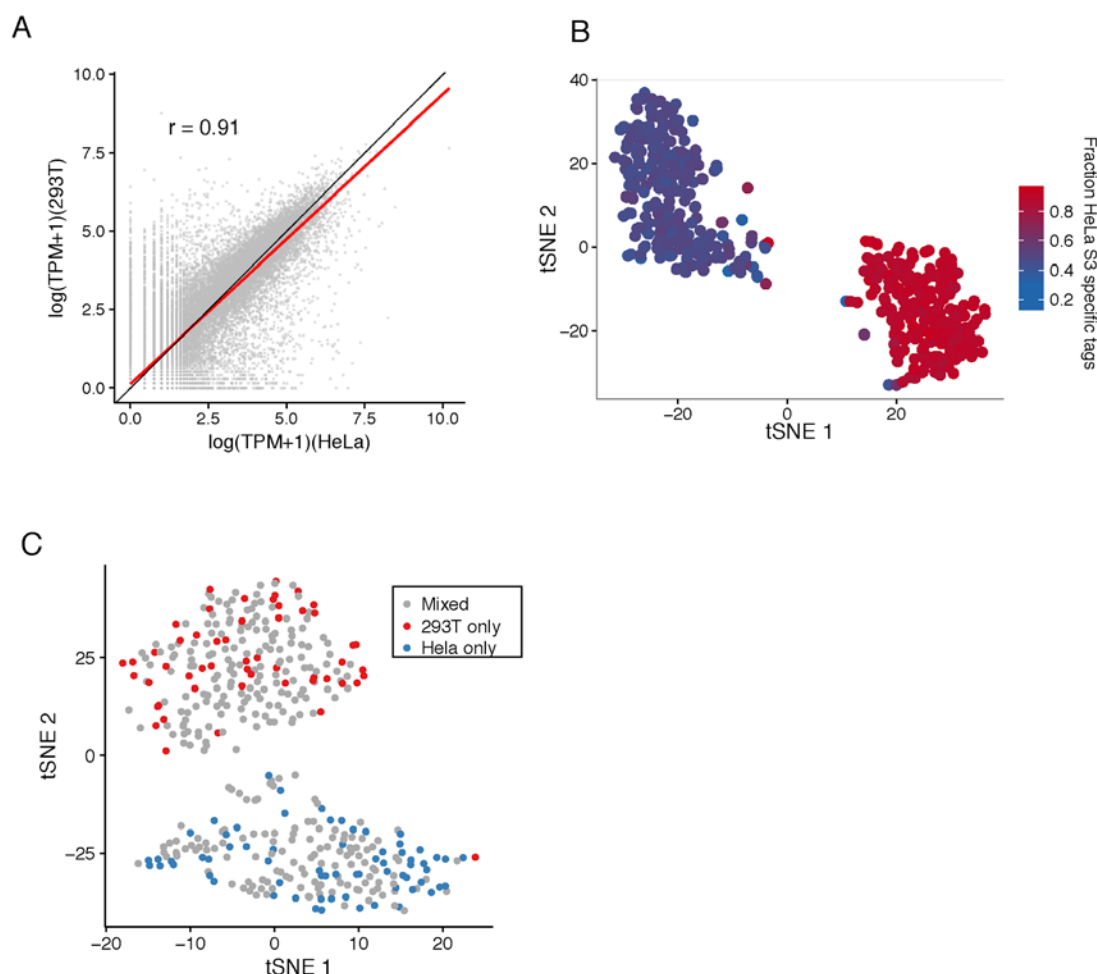 A
10.0
7.5
5.0
2.5
0.0
r = 0.91
log(TPM+1)(293T)
0.0 2.5 5.0 7.5 10.0
log(TPM+1)(HeLa)
B
40
20
0
−20
tSNE 2
−20 0 20
tSNE 1
Fraction HeLa S3 specific tags
0.8
0.6
0.4
0.2
C
25
0
−25
tSNE 2
Mixed
293T only
Hela only
−20 −10 0 10 20
tSNE 1